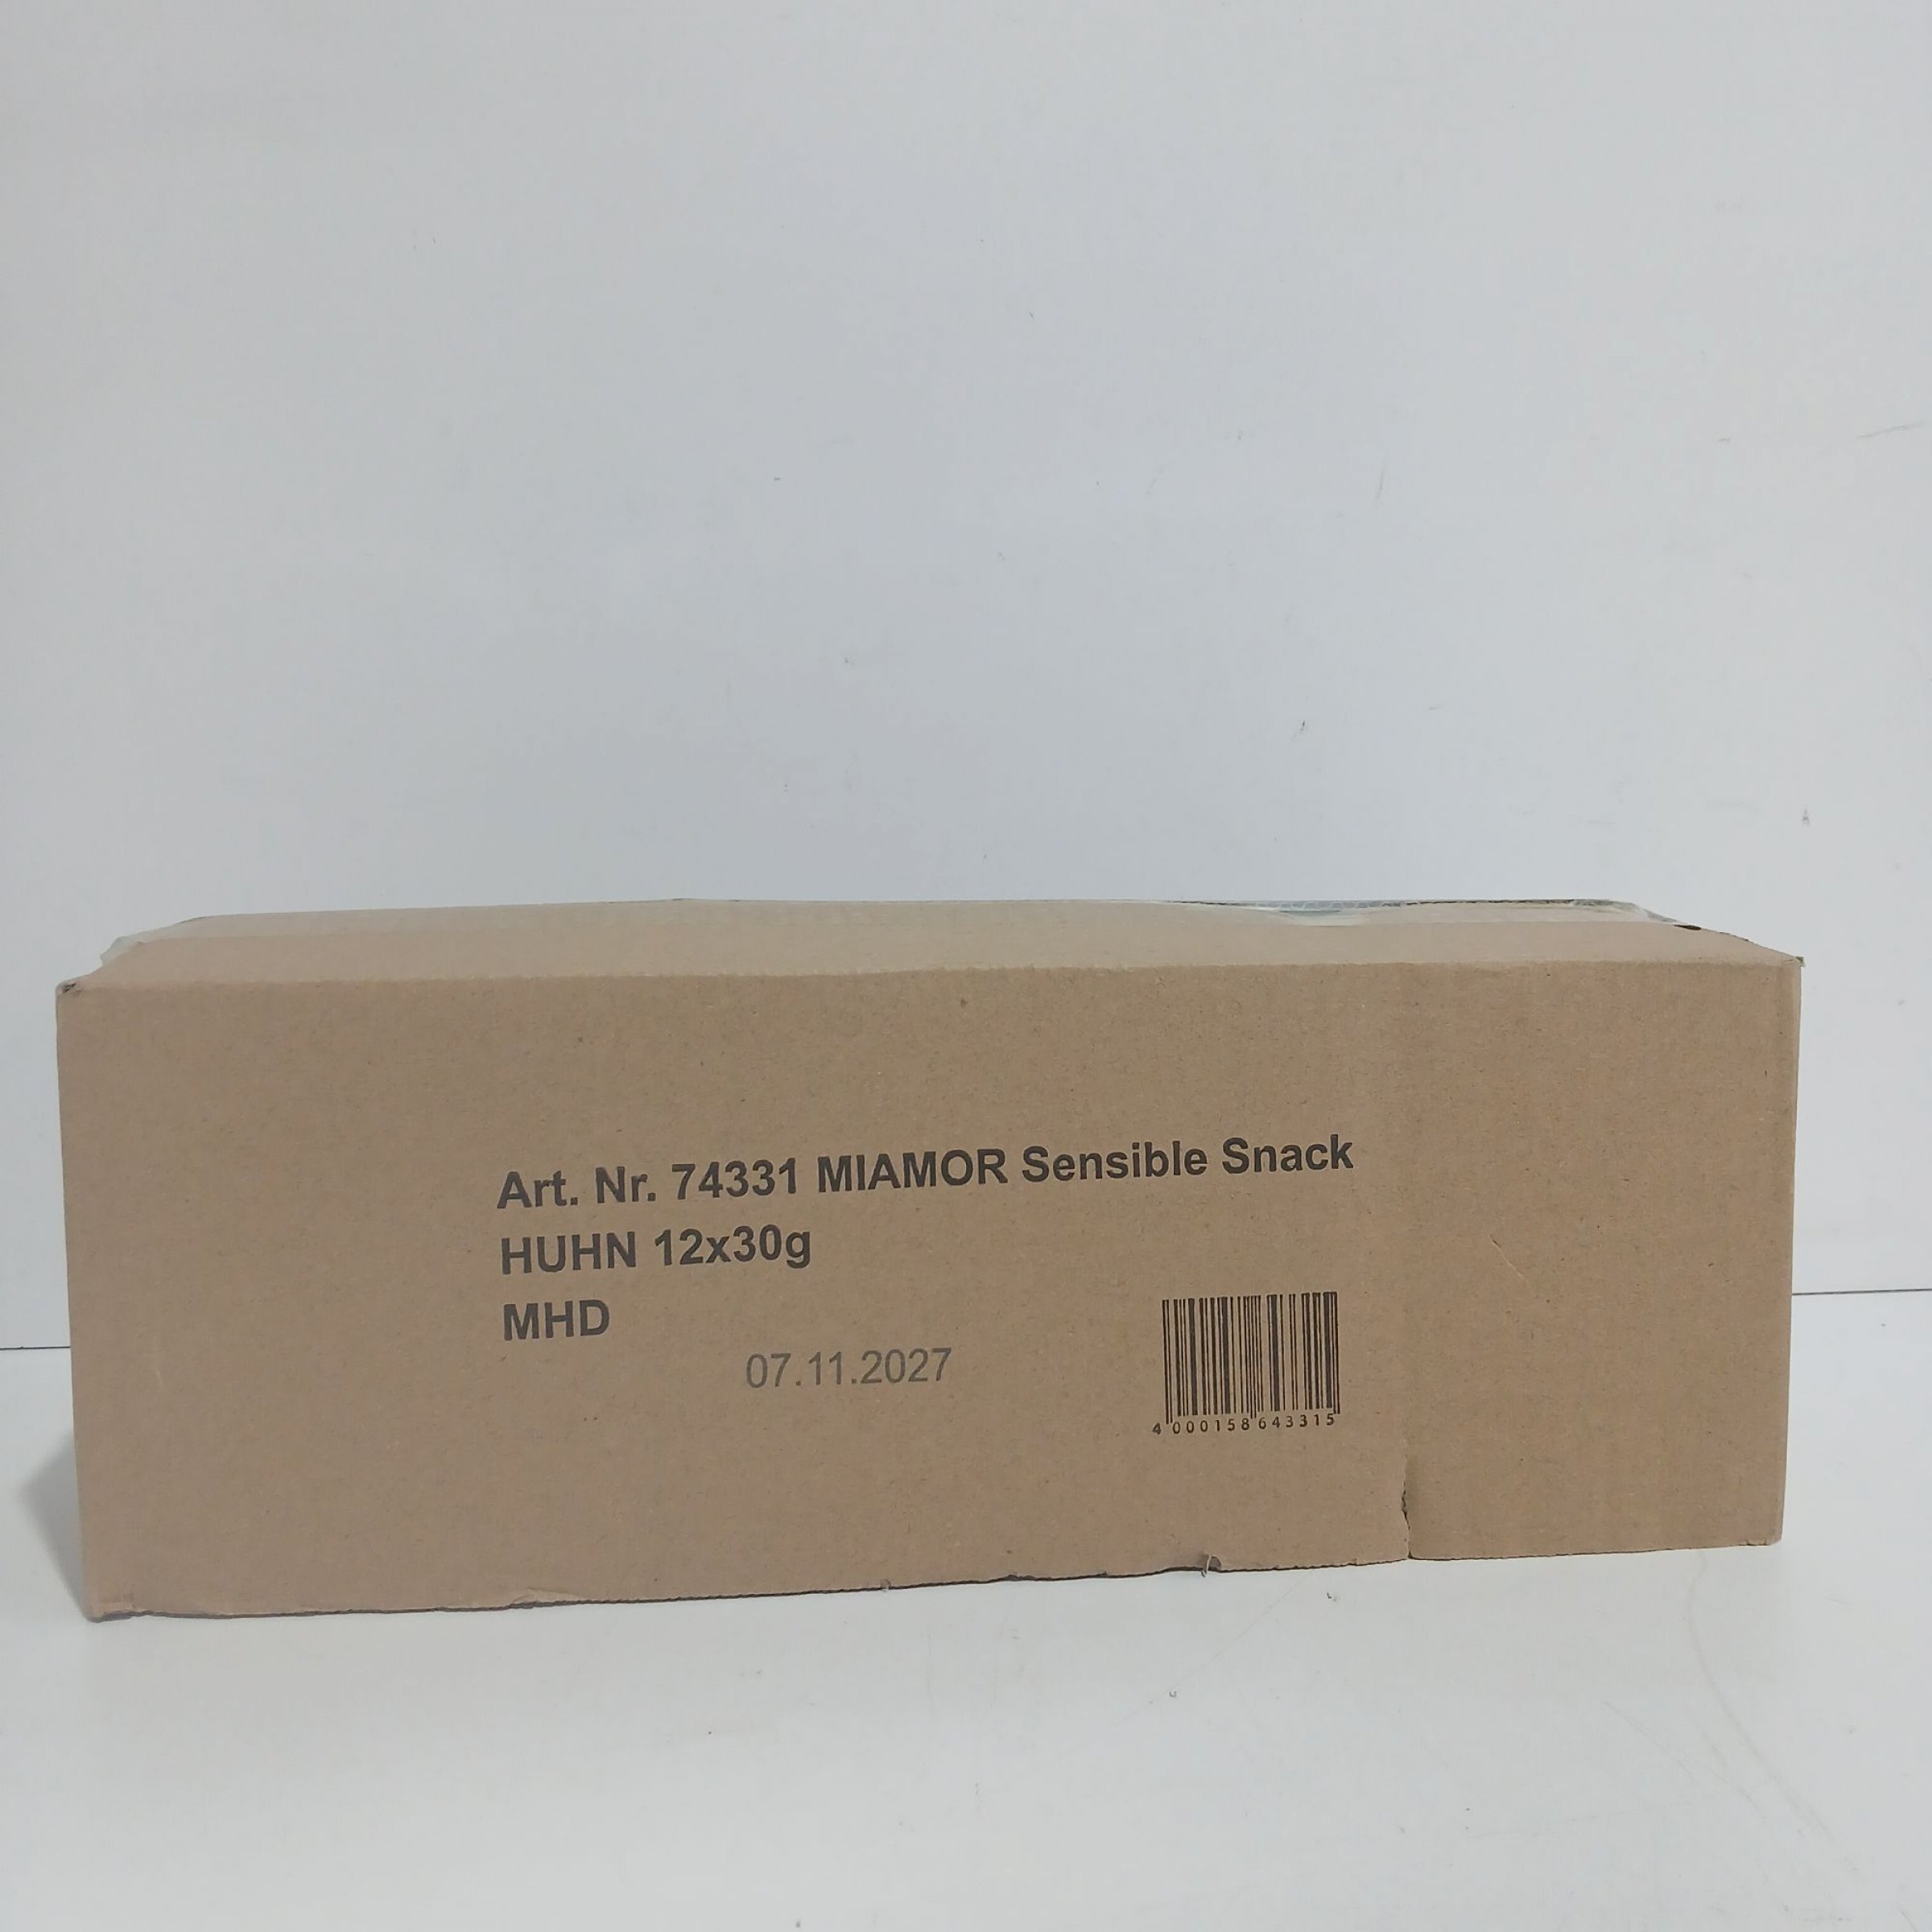 Art. Nr. 74331 MIAMOR Sensible Snack
HUHN 12x30g
MHD
07.11.2027
4 000158 643315